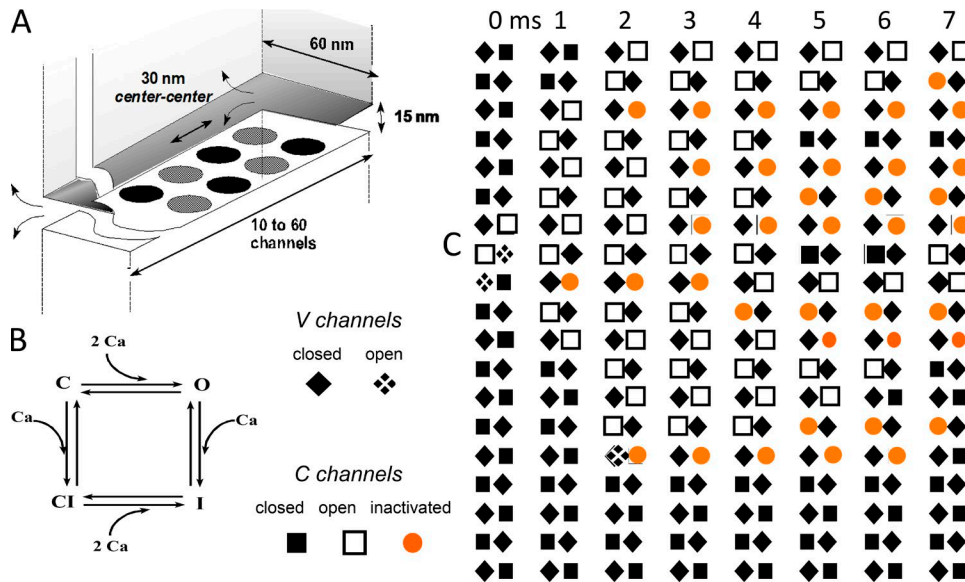 A
60 nm
30 nm
center-center
15 nm
10 to 60
channels
B
2 Ca
C
O
Ca
Ca
CI
I
2 Ca
V channels
closed open
C channels
closed open inactivated
C
0 ms 1 2 3 4 5 6 7